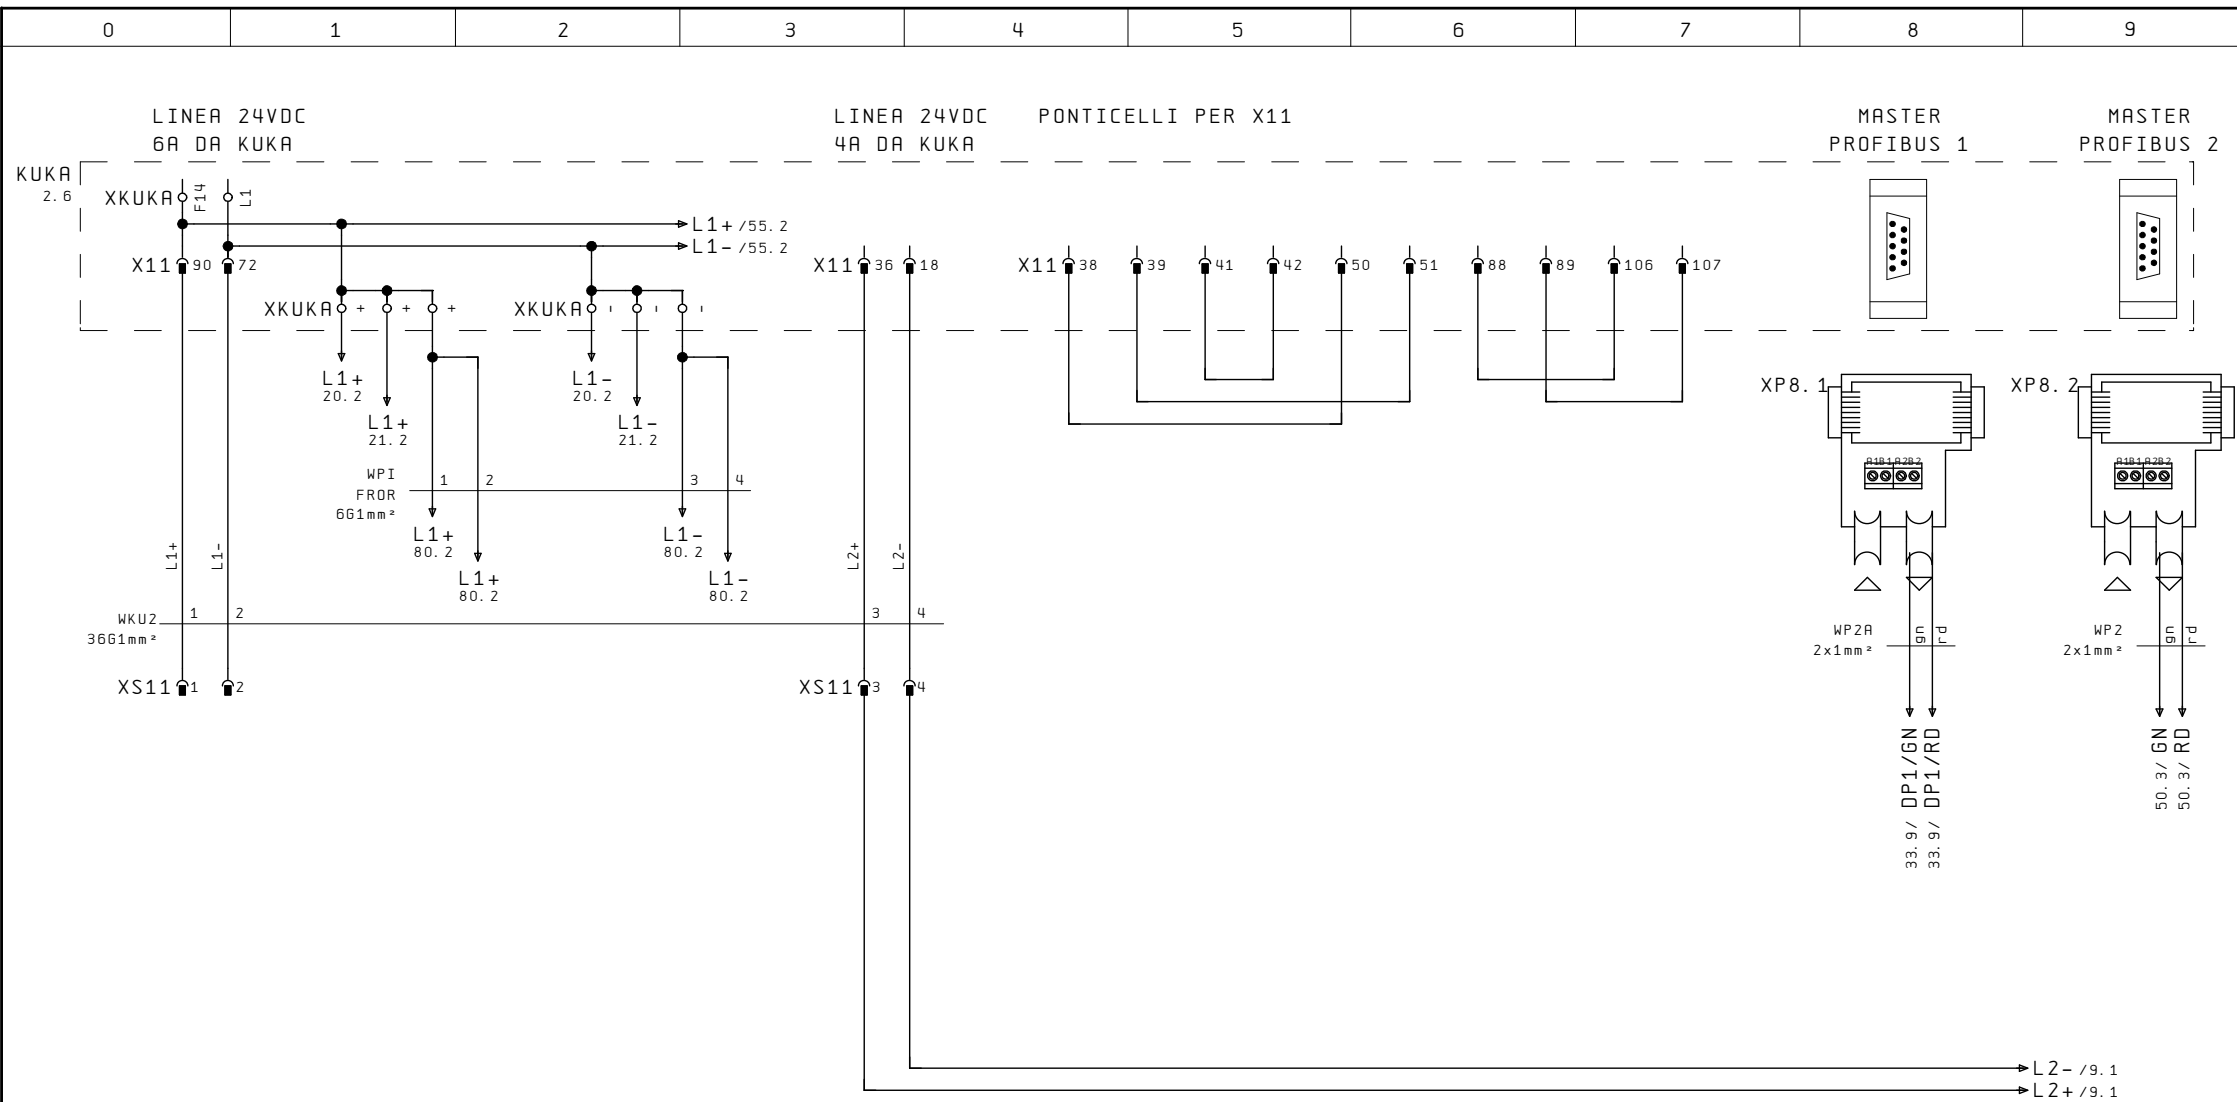 0 1 2 3 4 5 6 7 8 9
LINEA 24VDC
6A DA KUKA
LINEA 24VDC
4A DA KUKA
PONTICELLI PER X11
MASTER
PROFIBUS 1
MASTER
PROFIBUS 2
KUKA
2.6
XKUKA F14 L1
L1+ /55.2
L1- /55.2
X11 90 72
X11 36 18
X11 38 39 41 42 50 51 88 89 106 107
XKUKA + + +
XKUKA - - -
L1+
20.2
L1+
21.2
L1-
20.2
L1-
21.2
XP8.1
A1B1A2B2
XP8.2
A1B1A2B2
WPI
FROR
6G1mm²
1 2 3 4
L1+
80.2
L1+
80.2
L1-
80.2
L1-
80.2
L1+
L1-
L2+
L2-
WKU2
36G1mm²
1 2 3 4
WP2A
2x1mm²
gn
rd
WP2
2x1mm²
gn
rd
XS11 1 2
XS11 3 4
33.9/ DP1/GN
33.9/ DP1/RD
50.3/ GN
50.3/ RD
L2- /9.1
L2+ /9.1